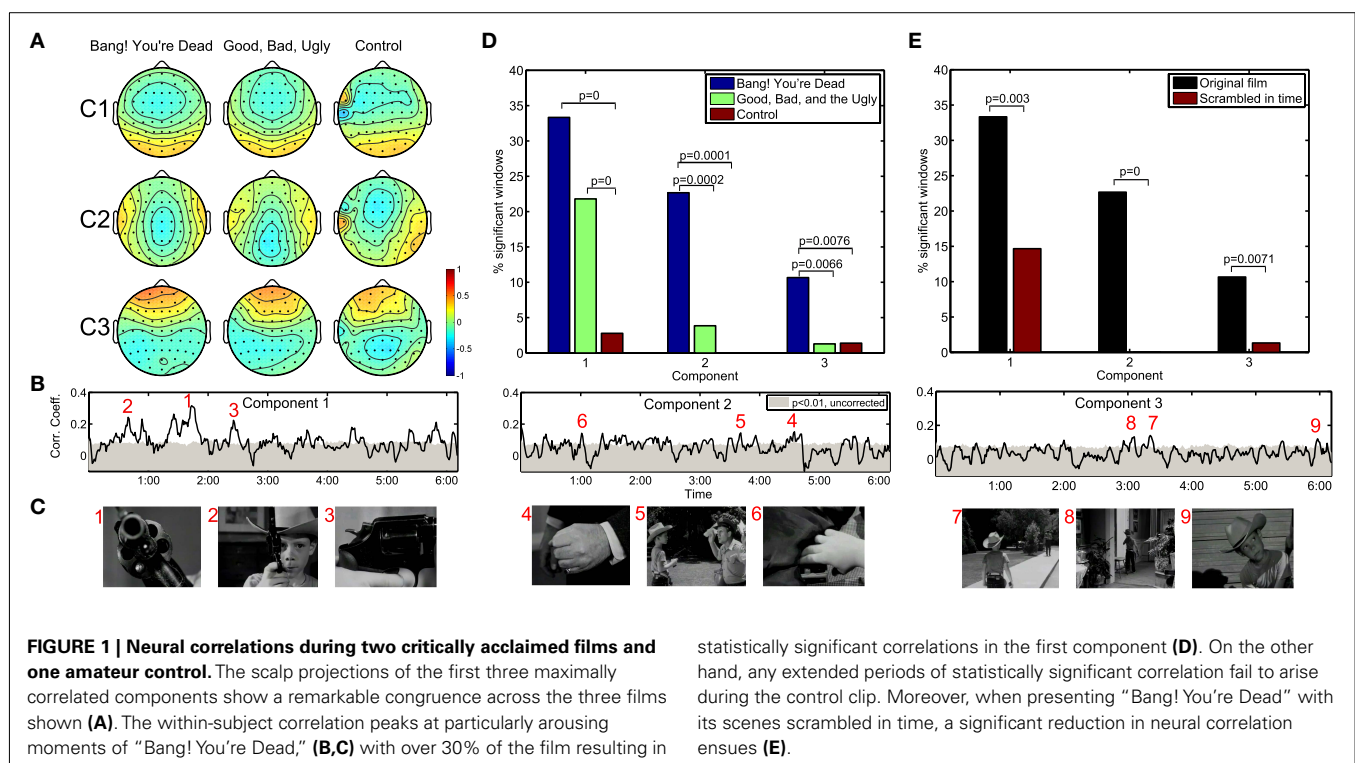 A
Bang! You're Dead Good, Bad, Ugly Control
C1
C2
C3
1
0.5
0
-0.5
-1
D
40
35
30
25
20
15
10
5
0
% significant windows
Bang! You're Dead
Good, Bad, and the Ugly
Control
p=0
p=0
p=0.0001
p=0.0002
p=0.0076
p=0.0066
1 2 3
Component
E
40
35
30
25
20
15
10
5
0
% significant windows
Original film
Scrambled in time
p=0.003
p=0
p=0.0071
1 2 3
B
Corr. Coeff.
0.4
0.2
0
Component 1
2 1 3
1:00 2:00 3:00 4:00 5:00 6:00
0.4
0.2
0
Component 2
p<0.01, uncorrected
6 5 4
1:00 2:00 3:00 4:00 5:00 6:00
Time
0.4
0.2
0
Component 3
8 7 9
1:00 2:00 3:00 4:00 5:00 6:00
C
1 2 3 4 5 6 7 8 9
FIGURE 1 | Neural correlations during two critically acclaimed films and
one amateur control. The scalp projections of the first three maximally
correlated components show a remarkable congruence across the three films
shown (A). The within-subject correlation peaks at particularly arousing
moments of "Bang! You're Dead," (B,C) with over 30% of the film resulting in
statistically significant correlations in the first component (D). On the other
hand, any extended periods of statistically significant correlation fail to arise
during the control clip. Moreover, when presenting "Bang! You're Dead" with
its scenes scrambled in time, a significant reduction in neural correlation
ensues (E).